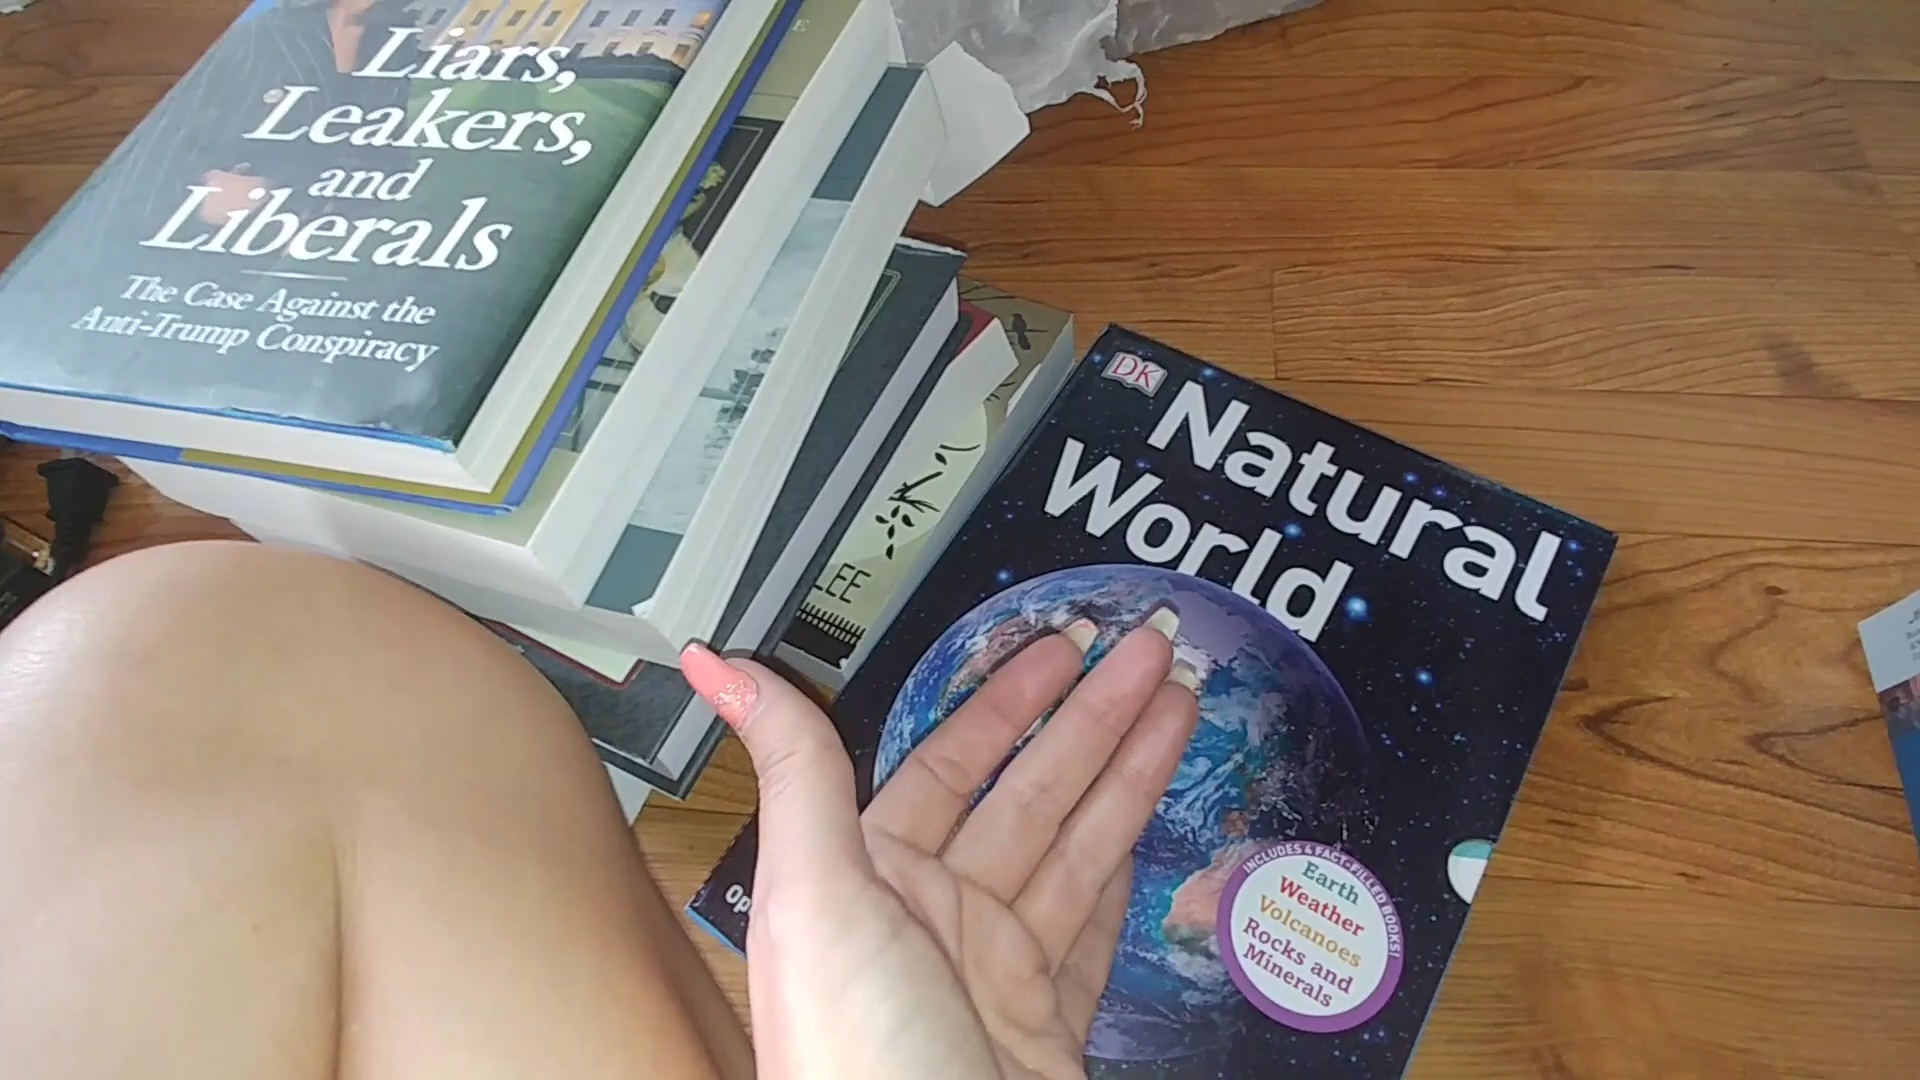 Liars,
Leakers,
and
Liberals
The Case Against the
Anti-Trump Conspiracy
E
LEE
DK
Natural
World
Op
INCLUDES 4 FACT-FILLED BOOKS!
Earth
Weather
Volcanoes
Rocks and
Minerals